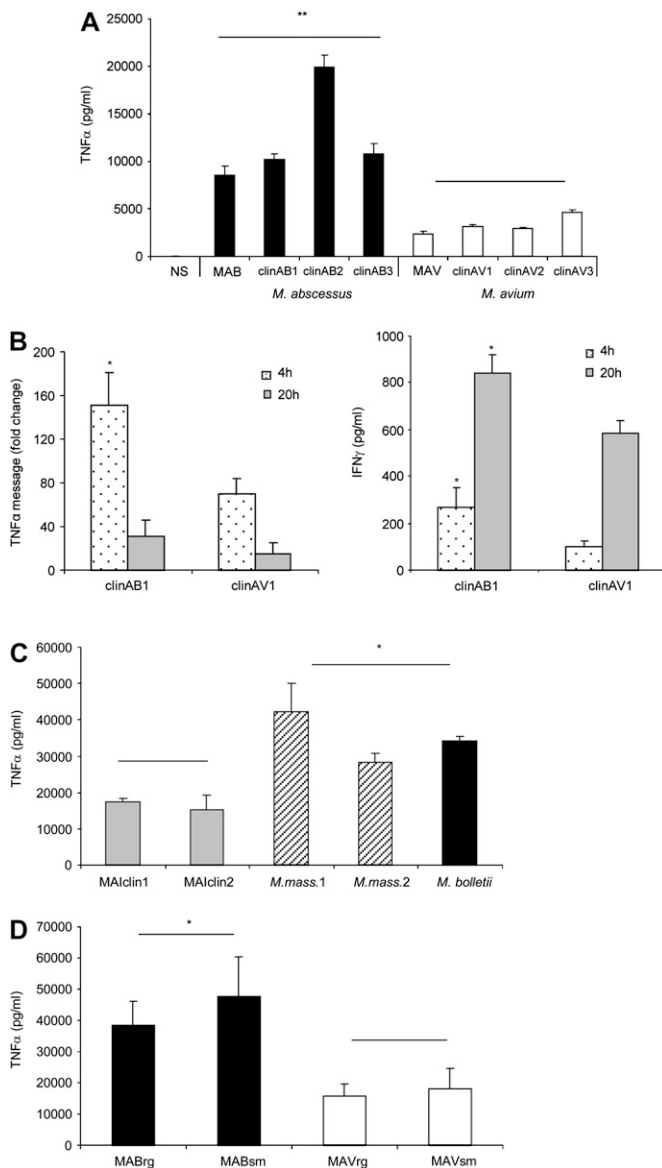 A
**
TNFα (pg/ml)
25000
20000
15000
10000
5000
0
NS MAB clinAB1 clinAB2 clinAB3 MAV clinAV1 clinAV2 clinAV3
M. abscessus M. avium
B
TNFα message (fold change)
200
160
120
80
40
0
*
4h
20h
clinAB1 clinAV1
IFNγ (pg/ml)
1000
800
600
400
200
0
*
*
4h
20h
clinAB1 clinAV1
C
TNFα (pg/ml)
60000
50000
40000
30000
20000
10000
0
*
MAIclin1 MAIclin2 M.mass.1 M.mass.2 M. bolletii
D
TNFα (pg/ml)
70000
60000
50000
40000
30000
20000
10000
0
*
MABrg MABsm MAVrg MAVsm